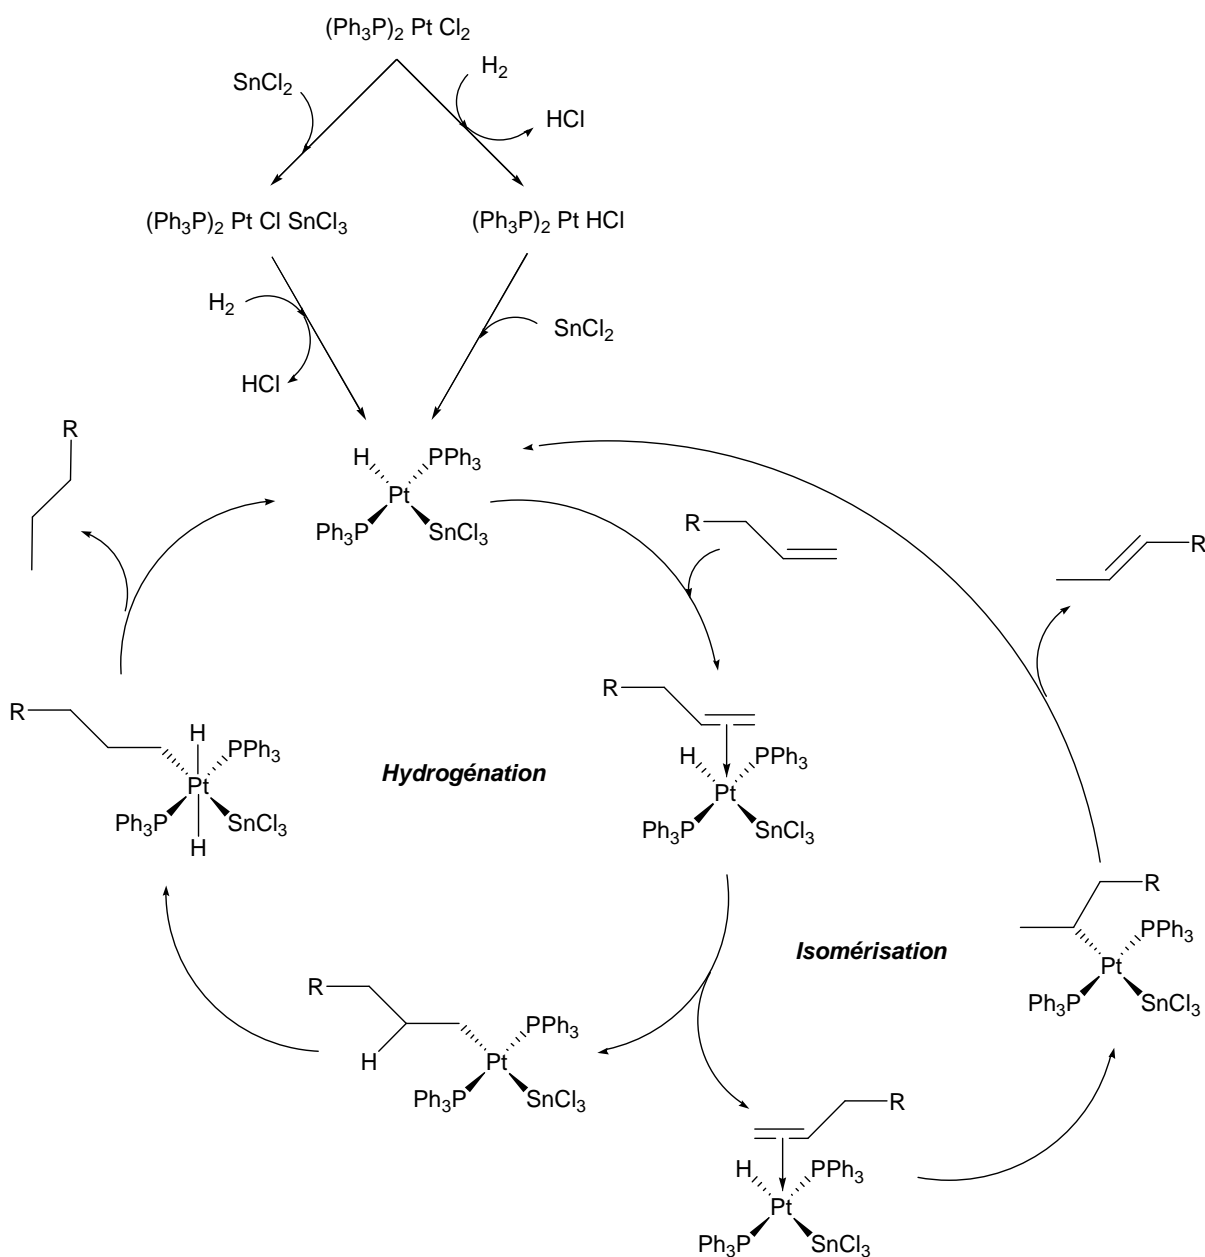 (Ph3P)2 Pt Cl2
SnCl2
H2
HCl
(Ph3P)2 Pt Cl SnCl3
(Ph3P)2 Pt HCl
H2
SnCl2
HCl
R
H
PPh3
Pt
Ph3P
SnCl3
R
R
R
H
PPh3
Pt
Ph3P
SnCl3
R
H
PPh3
Pt
Ph3P
SnCl3
H
Hydrogénation
R
PPh3
Pt
Ph3P
SnCl3
Isomérisation
R
H
PPh3
Pt
Ph3P
SnCl3
R
H
PPh3
Pt
Ph3P
SnCl3